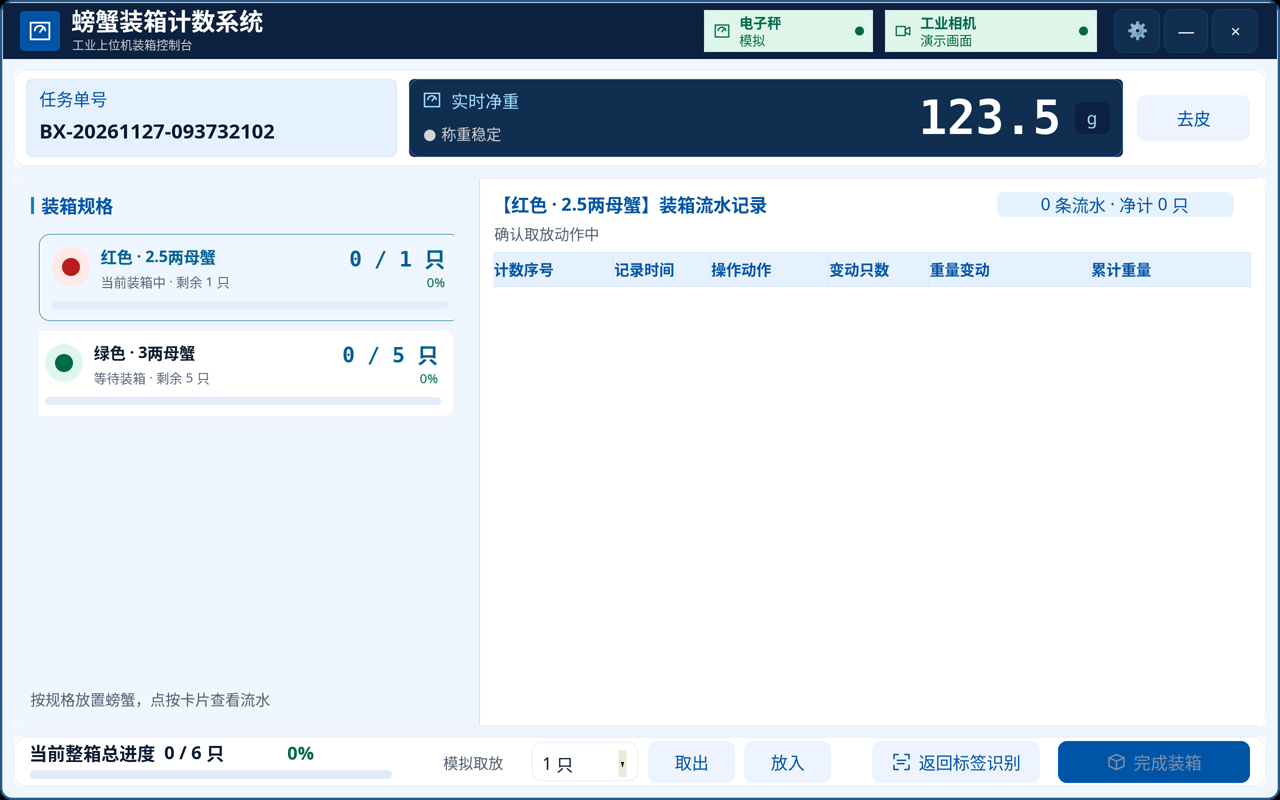 螃蟹装箱计数系统
工业上位机装箱控制台
电子秤
模拟
工业相机
演示画面
任务单号
BX-20261127-093732102
实时净重
称重稳定
123.5 g
去皮
装箱规格
红色 · 2.5两母蟹
0 / 1 只
当前装箱中 · 剩余 1 只
0%
绿色 · 3两母蟹
0 / 5 只
等待装箱 · 剩余 5 只
0%
按规格放置螃蟹，点按卡片查看流水
【红色 · 2.5两母蟹】装箱流水记录
0 条流水 · 净计 0 只
确认取放动作中
计数序号 记录时间 操作动作 变动只数 重量变动 累计重量
当前整箱总进度 0 / 6 只 0%
模拟取放
1 只
取出
放入
返回标签识别
完成装箱